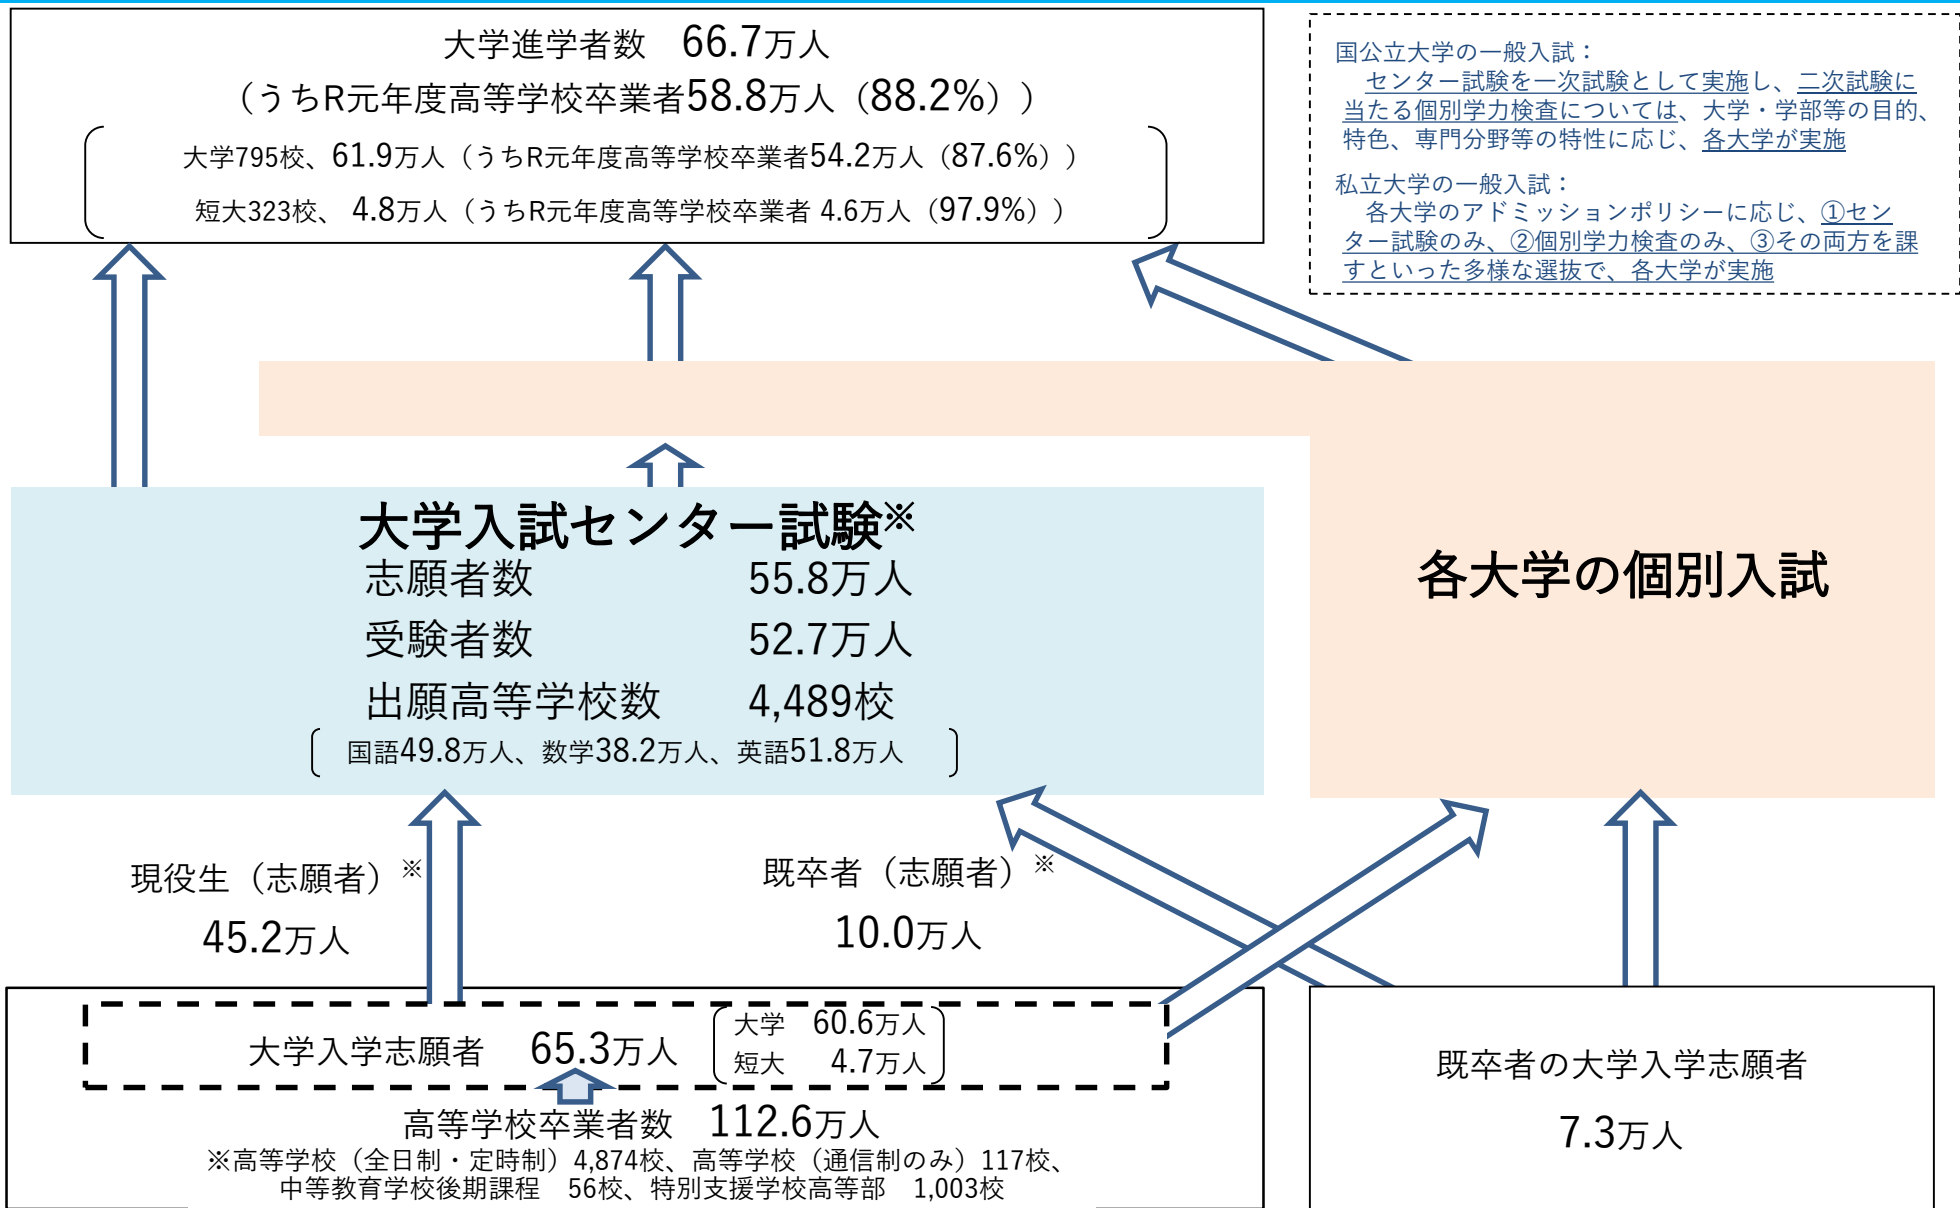 大学進学者数　66.7万人
（うちR元年度高等学校卒業者58.8万人（88.2%））
大学795校、61.9万人（うちR元年度高等学校卒業者54.2万人（87.6%））
短大323校、 4.8万人（うちR元年度高等学校卒業者 4.6万人（97.9%））
国公立大学の一般入試：
センター試験を一次試験として実施し、二次試験に
当たる個別学力検査については、大学・学部等の目的、
特色、専門分野等の特性に応じ、各大学が実施
私立大学の一般入試：
各大学のアドミッションポリシーに応じ、①セン
ター試験のみ、②個別学力検査のみ、③その両方を課
すといった多様な選抜で、各大学が実施
大学入試センター試験※
志願者数　55.8万人
受験者数　52.7万人
出願高等学校数　4,489校
国語49.8万人、数学38.2万人、英語51.8万人
各大学の個別入試
現役生（志願者）※
45.2万人
既卒者（志願者）※
10.0万人
大学入学志願者　65.3万人
大学　60.6万人
短大　4.7万人
高等学校卒業者数　112.6万人
※高等学校（全日制・定時制）4,874校、高等学校（通信制のみ）117校、
中等教育学校後期課程　56校、特別支援学校高等部　1,003校
既卒者の大学入学志願者
7.3万人